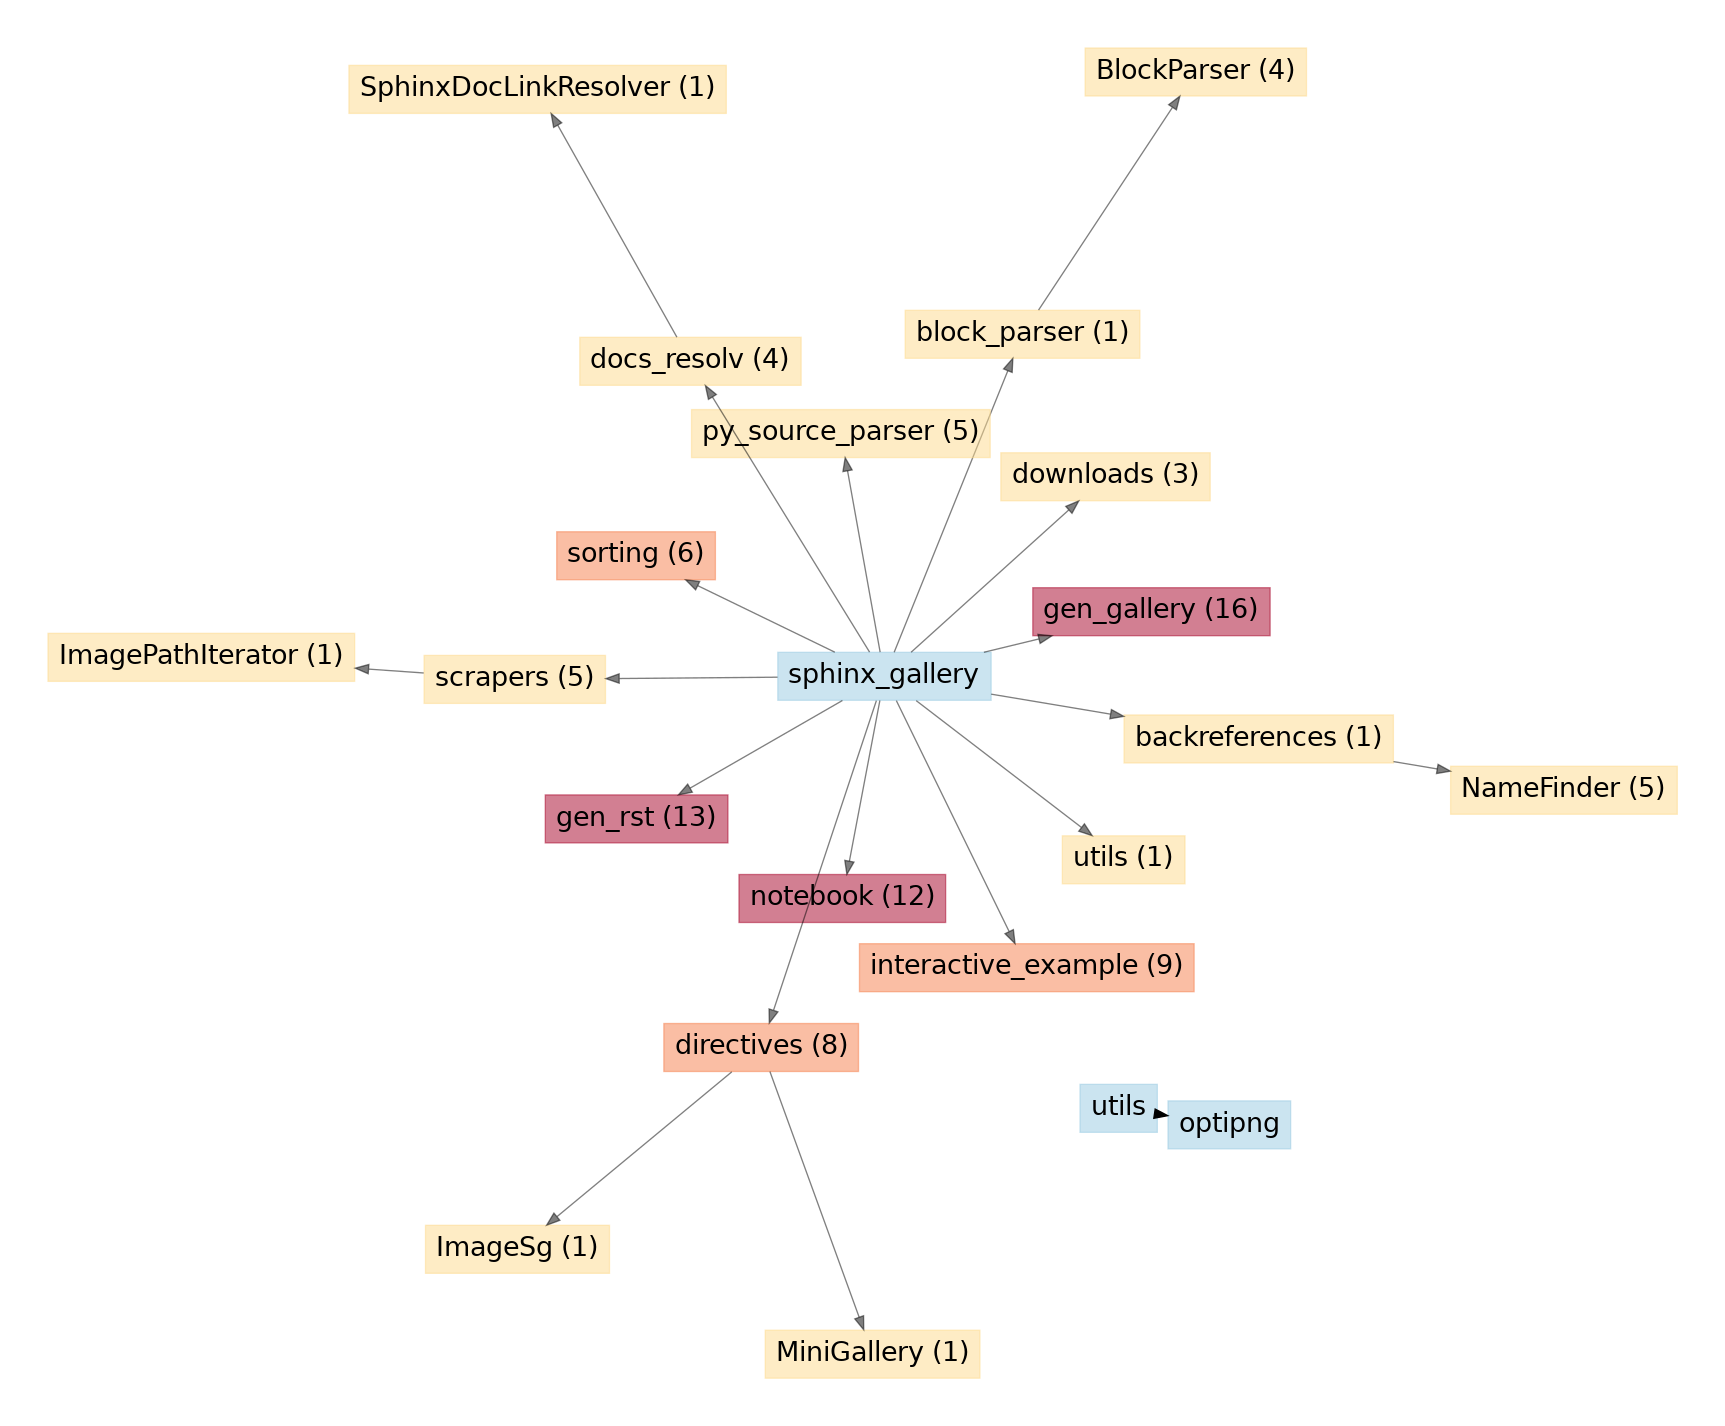 BlockParser (4)
SphinxDocLinkResolver (1)
block_parser (1)
docs_resolv (4)
py_source_parser (5)
downloads (3)
sorting (6)
gen_gallery (16)
ImagePathIterator (1)
scrapers (5)
sphinx_gallery
backreferences (1)
NameFinder (5)
gen_rst (13)
utils (1)
notebook (12)
interactive_example (9)
directives (8)
utils
optipng
ImageSg (1)
MiniGallery (1)